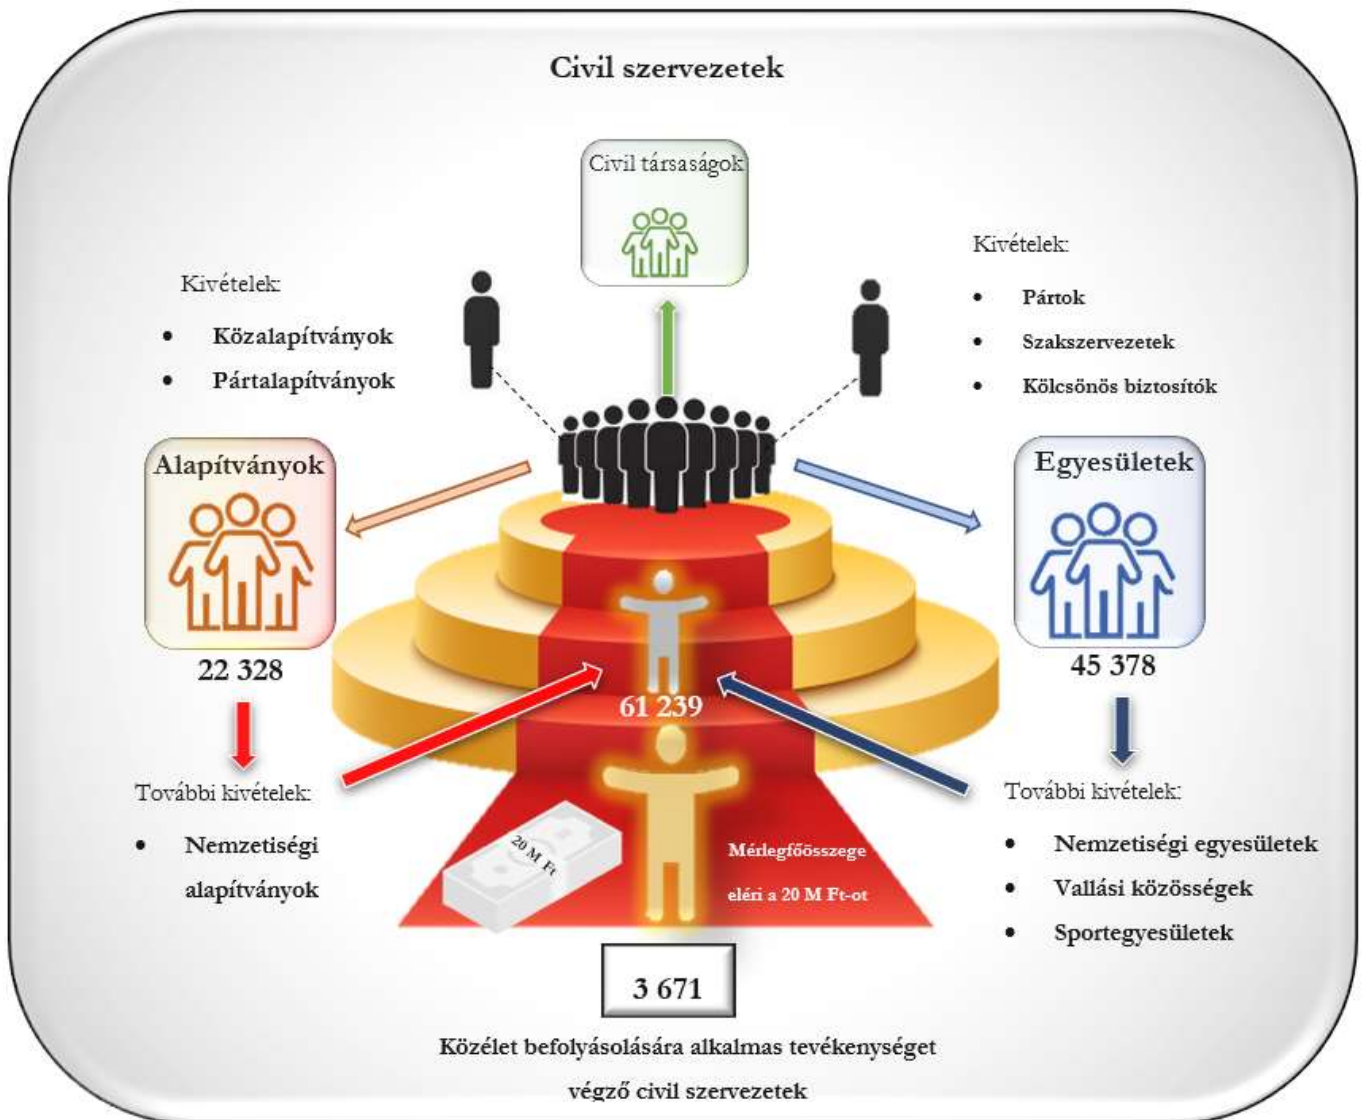 Civil szervezetek
Civil társaságok
Kivételek:
• Közalapítványok
• Pártalapítványok
Kivételek:
• Pártok
• Szakszervezetek
• Kölcsönös biztosítók
Alapítványok
22 328
Egyesületek
45 378
61 239
További kivételek:
• Nemzetiségi
alapítványok
További kivételek:
• Nemzetiségi egyesületek
• Vallási közösségek
• Sportegyesületek
20 M Ft
Mérlegfőösszege
eléri a 20 M Ft-ot
3 671
Közélet befolyásolására alkalmas tevékenységet
végző civil szervezetek